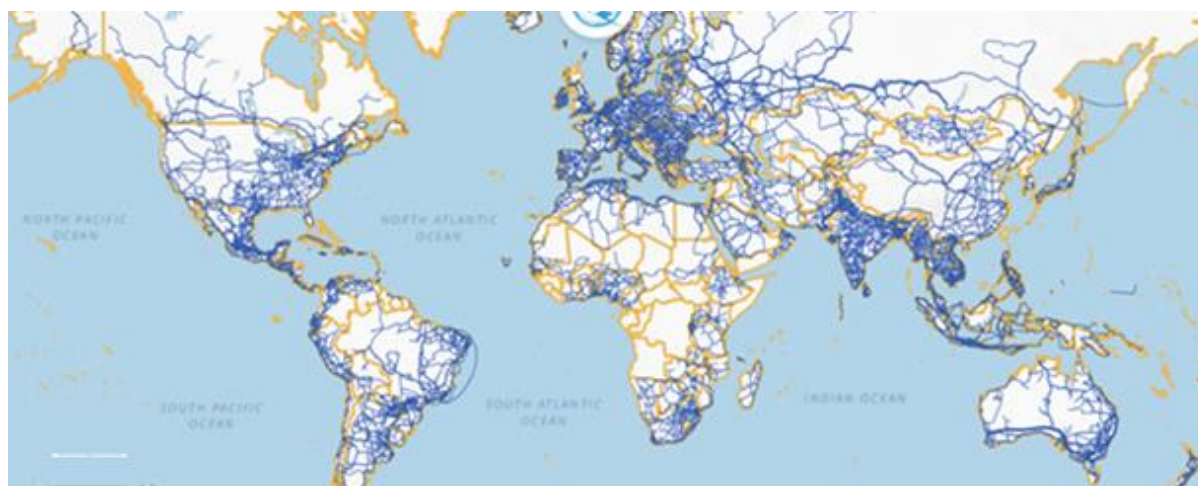 NORTH PACIFIC
OCEAN
NORTH ATLANTIC
OCEAN
SOUTH PACIFIC
OCEAN
SOUTH ATLANTIC
OCEAN
INDIAN OCEAN